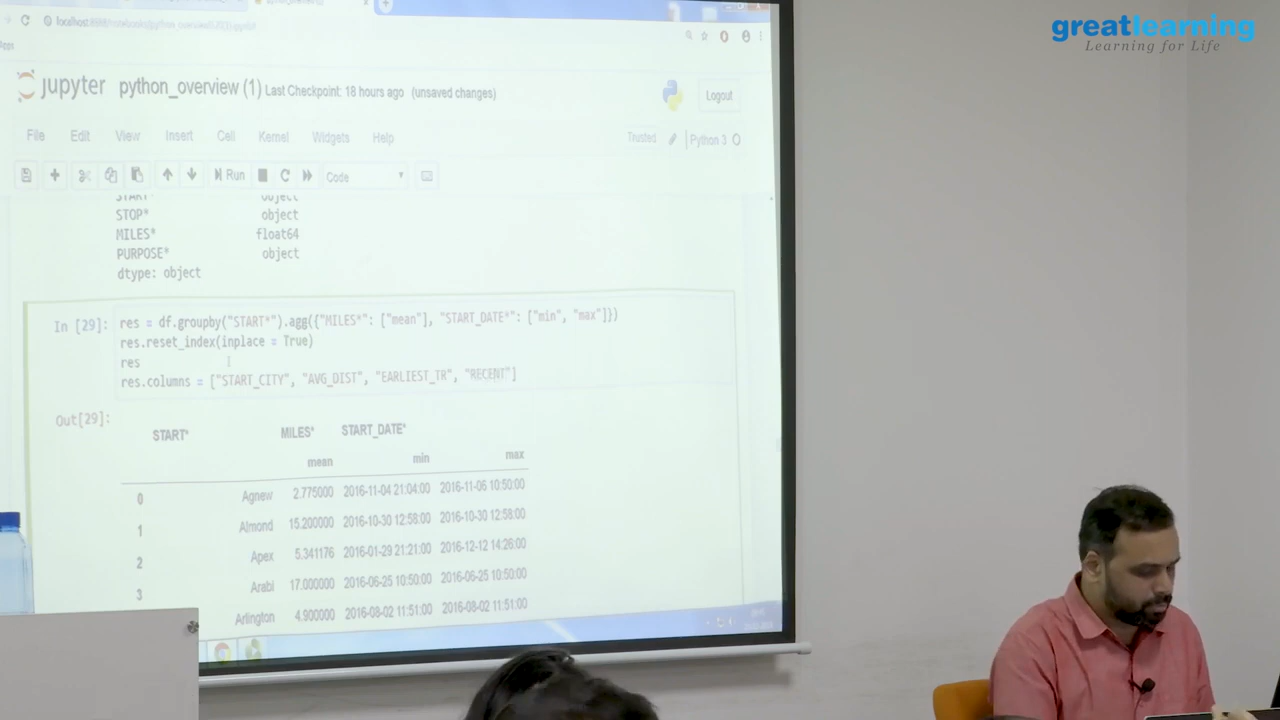 greatlearning
Learning for Life
jupyter python_overview (1) Last Checkpoint: 18 hours ago (unsaved changes)
Logout
File Edit View Insert Cell Kernel Widgets Help
Trusted Python 3
Run Code
START* object
STOP* object
MILES* float64
PURPOSE* object
dtype: object
In [29]: res = df.groupby("START*").agg({"MILES*": ["mean"], "START_DATE*": ["min", "max"]})
res.reset_index(inplace = True)
res
res.columns = ["START_CITY", "AVG_DIST", "EARLIEST_TR", "RECENT"]
Out[29]:
START* MILES* START_DATE*
mean min max
0 Agnew 2.775000 2016-11-04 21:04:00 2016-11-06 10:50:00
1 Almond 15.200000 2016-10-30 12:58:00 2016-10-30 12:58:00
2 Apex 5.341176 2016-01-29 21:21:00 2016-12-12 14:26:00
3 Arabi 17.000000 2016-06-25 10:50:00 2016-06-25 10:50:00
Arlington 4.900000 2016-08-02 11:51:00 2016-08-02 11:51:00